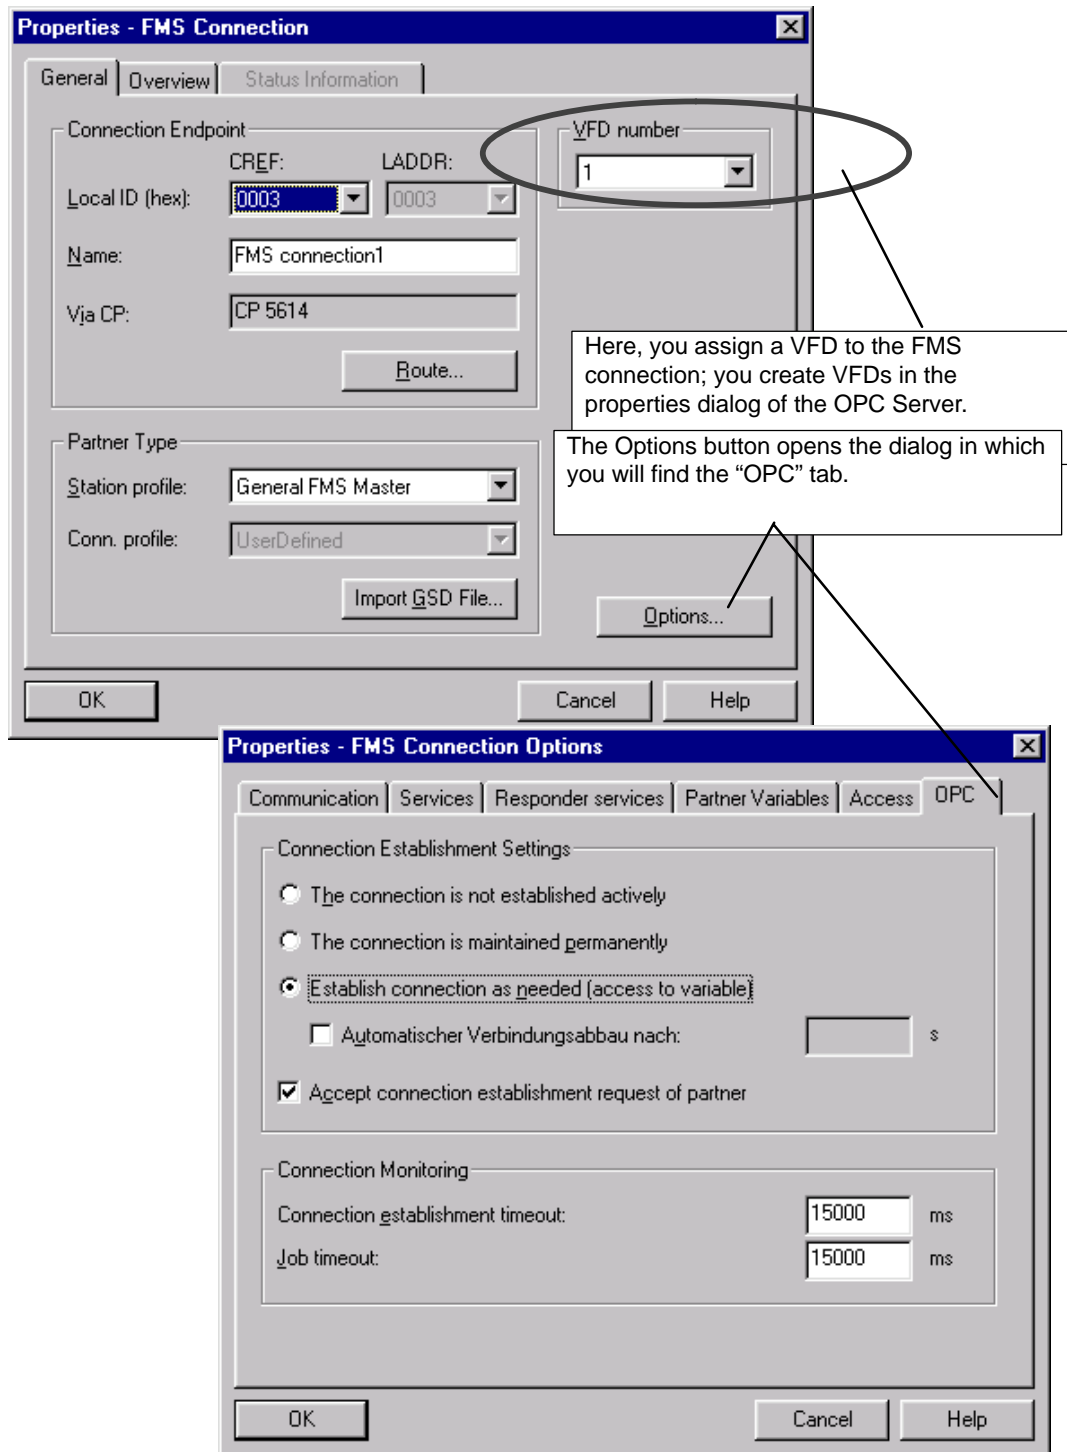 Properties - FMS Connection
General Overview Status Information
Connection Endpoint
VFD number
CREF: LADDR:
1
Local ID (hex): 0003 0003
Name: FMS connection1
Via CP: CP 5614
Route...
Here, you assign a VFD to the FMS
connection; you create VFDs in the
properties dialog of the OPC Server.
Partner Type
The Options button opens the dialog in which
you will find the “OPC” tab.
Station profile: General FMS Master
Conn. profile: UserDefined
Import GSD File...
Options...
OK Cancel Help
Properties - FMS Connection Options
Communication Services Responder services Partner Variables Access OPC
Connection Establishment Settings
The connection is not established actively
The connection is maintained permanently
Establish connection as needed (access to variable)
Automatischer Verbindungsabbau nach: s
Accept connection establishment request of partner
Connection Monitoring
Connection establishment timeout: 15000 ms
Job timeout: 15000 ms
OK Cancel Help